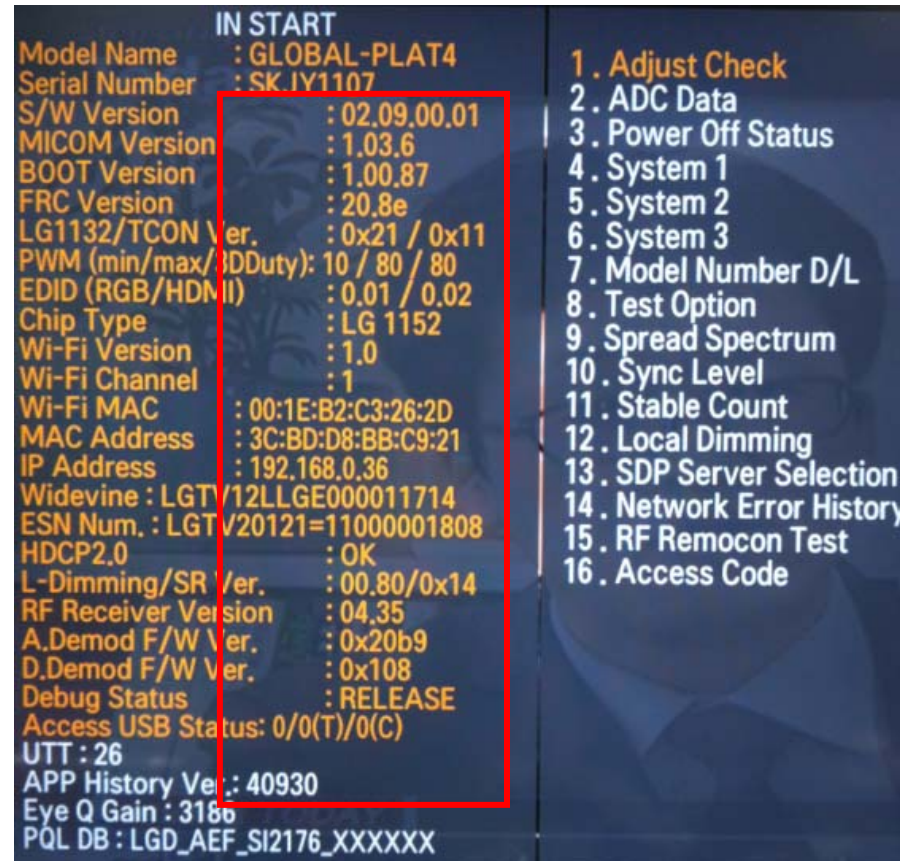 IN START
Model Name : GLOBAL-PLAT4
Serial Number : SKJY1107
S/W Version : 02.09.00.01
MICOM Version : 1.03.6
BOOT Version : 1.00.87
FRC Version : 20.8e
LG1132/TCON Ver. : 0x21 / 0x11
PWM (min/max/3DDuty): 10 / 80 / 80
EDID (RGB/HDMI) : 0.01 / 0.02
Chip Type : LG 1152
Wi-Fi Version : 1.0
Wi-Fi Channel : 1
Wi-Fi MAC : 00:1E:B2:C3:26:2D
MAC Address : 3C:BD:D8:BB:C9:21
IP Address : 192.168.0.36
Widevine : LGTV12LLGE000011714
ESN Num. : LGTV20121=11000001808
HDCP2.0 : OK
L-Dimming/SR Ver. : 00.80/0x14
RF Receiver Version : 04.35
A.Demod F/W Ver. : 0x20b9
D.Demod F/W Ver. : 0x108
Debug Status : RELEASE
Access USB Status: 0/0(T)/0(C)
UTT : 26
APP History Ver.: 40930
Eye Q Gain : 3186
PQL DB : LGD_AEF_SI2176_XXXXXX
1. Adjust Check
2. ADC Data
3. Power Off Status
4. System 1
5. System 2
6. System 3
7. Model Number D/L
8. Test Option
9. Spread Spectrum
10. Sync Level
11. Stable Count
12. Local Dimming
13. SDP Server Selection
14. Network Error History
15. RF Remocon Test
16. Access Code